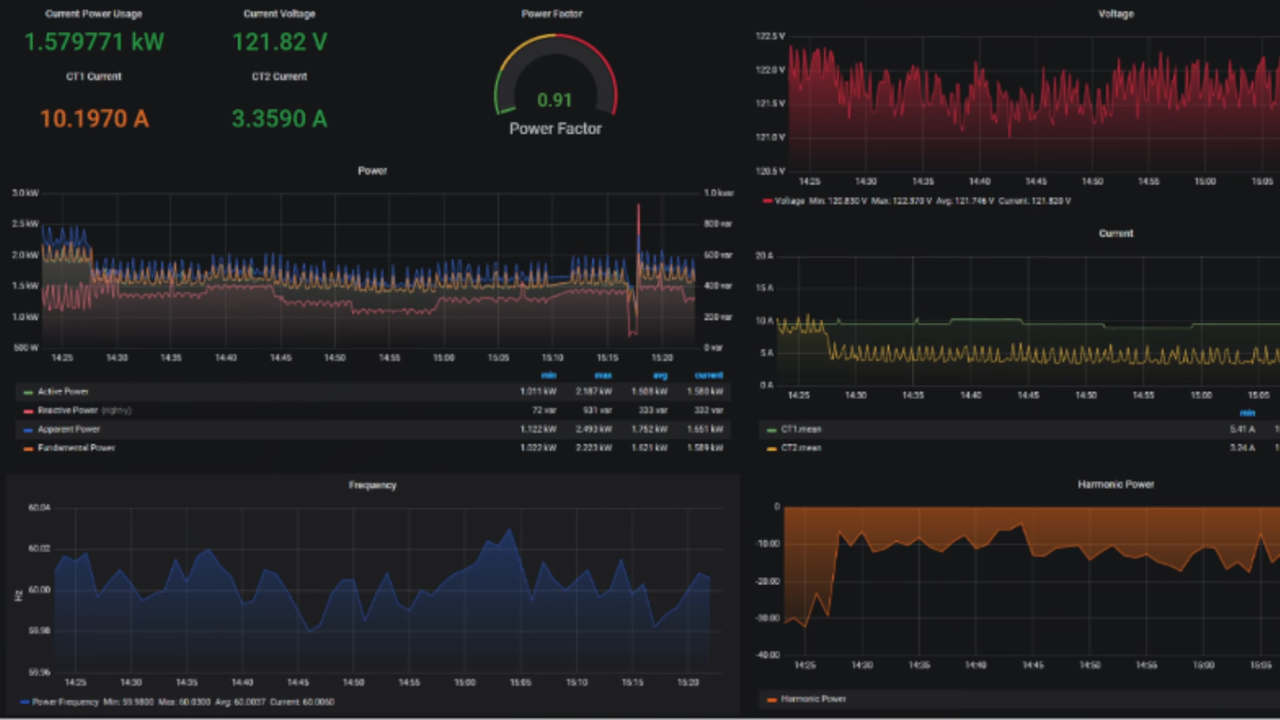 Current Power Usage
1.579771 kW
Current Voltage
121.82 V
CT1 Current
10.1970 A
CT2 Current
3.3590 A
Power Factor
0.91
Power Factor
Power
3.0 kW
2.5 kW
2.0 kW
1.5 kW
1.0 kW
500 W
1.0 kvar
800 var
600 var
400 var
200 var
0 var
14:25 14:30 14:35 14:40 14:45 14:50 14:55 15:00 15:05 15:10 15:15 15:20
min max avg current
Active Power 1.011 kW 2.187 kW 1.608 kW 1.580 kW
Reactive Power (right-y) 72 var 931 var 333 var 332 var
Apparent Power 1.122 kW 2.493 kW 1.752 kW 1.651 kW
Fundamental Power 1.022 kW 2.223 kW 1.621 kW 1.589 kW
Frequency
60.04
60.02
60.00
59.98
59.96
Hz
14:25 14:30 14:35 14:40 14:45 14:50 14:55 15:00 15:05 15:10 15:15 15:20
Power Frequency Min: 59.9800 Max: 60.0300 Avg: 60.0037 Current: 60.0060
Voltage
122.5 V
122.0 V
121.5 V
121.0 V
120.5 V
14:25 14:30 14:35 14:40 14:45 14:50 14:55 15:00 15:05
Voltage Min: 120.830 V Max: 122.370 V Avg: 121.746 V Current: 121.820 V
Current
20 A
15 A
10 A
5 A
0 A
14:25 14:30 14:35 14:40 14:45 14:50 14:55 15:00 15:05
min
CT1.mean 5.41 A
CT2.mean 3.24 A
Harmonic Power
0
-10.00
-20.00
-30.00
-40.00
14:25 14:30 14:35 14:40 14:45 14:50 14:55 15:00 15:05
Harmonic Power